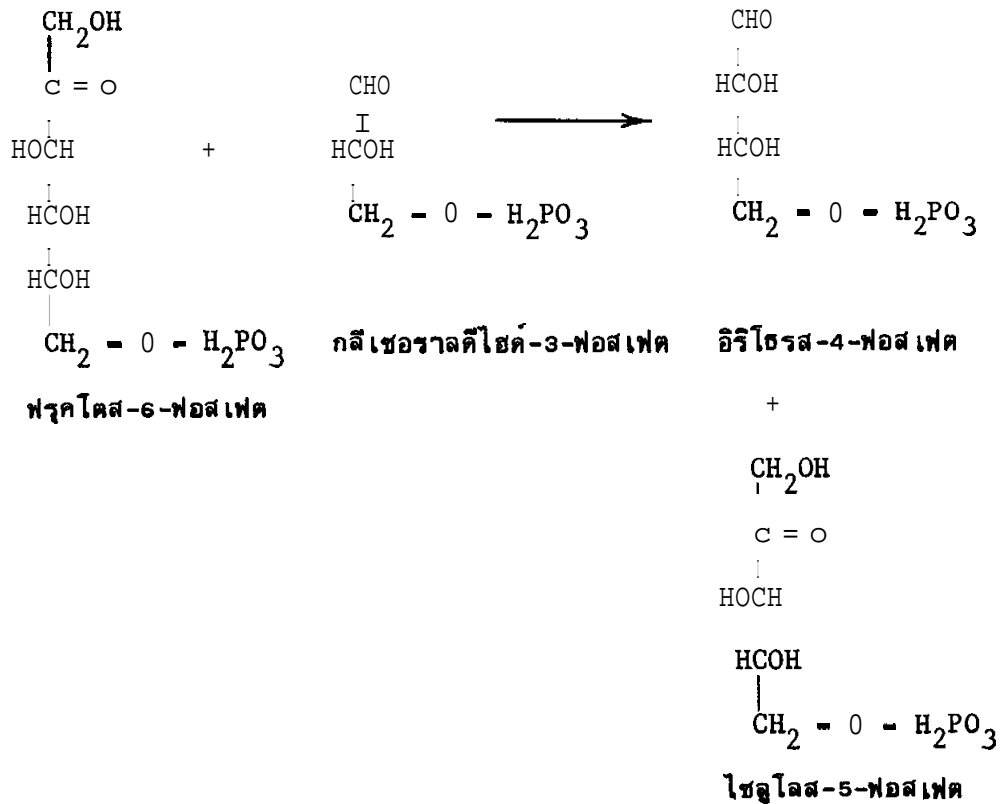 CH2OH
C = O
HOCH
HCOH
HCOH
CH2 - O - H2PO3
ฟรุคโตส-6-ฟอสเฟต
+
CHO
HCOH
CH2 - O - H2PO3
กลีเชอราลดีไฮด์-3-ฟอสเฟต
CHO
HCOH
HCOH
CH2 - O - H2PO3
อิริโธรส-4-ฟอสเฟต
+
CH2OH
C = O
HOCH
HCOH
CH2 - O - H2PO3
ไซลูโลส-5-ฟอสเฟต